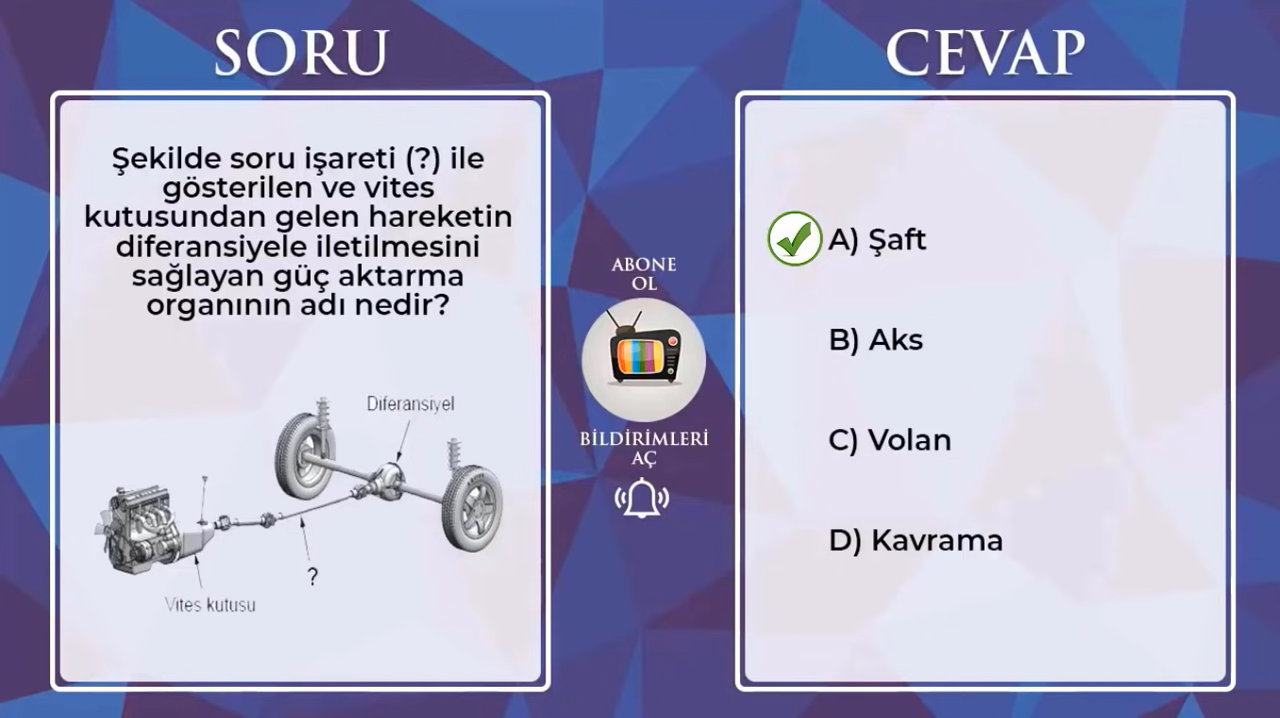 SORU
Şekilde soru işareti (?) ile
gösterilen ve vites
kutusundan gelen hareketin
diferansiyele iletilmesini
sağlayan güç aktarma
organının adı nedir?
Diferansiyel
?
Vites kutusu
ABONE
OL
BİLDİRİMLERİ
AÇ
CEVAP
A) Şaft
B) Aks
C) Volan
D) Kavrama